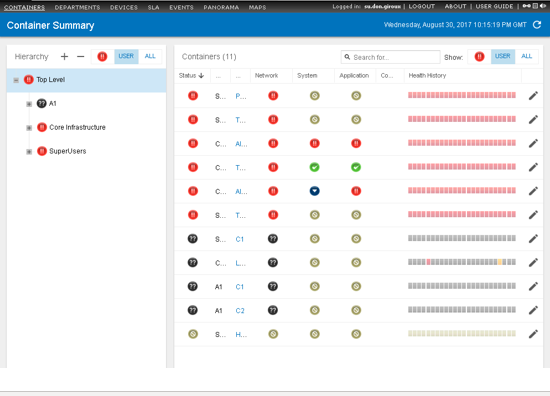 CONTAINERS DEPARTMENTS DEVICES SLA EVENTS PANORAMA MAPS Logged in: su.don.giroux | LOGOUT ABOUT | USER GUIDE |
Container Summary Wednesday, August 30, 2017 10:15:19 PM GMT
Hierarchy + − !! USER ALL
Containers (11) Search for... Show: !! USER ALL
Top Level
?? A1
!! Core Infrastructure
!! SuperUsers
Status ... ... Network System Application Co... Health History
!! S... P... !!
!! S... T... !!
!! C... Al... !! !! !!
!! C... T... !!
!! C... Al... !! !!
!! S... T... !!
?? S... C1 ??
?? C... L... ??
?? A1 C1 ??
?? A1 C2 ??
S... H...